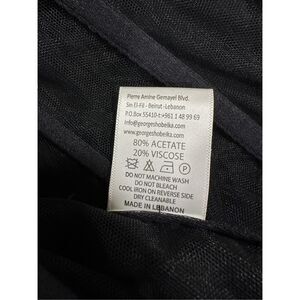 Pierre Amine Gemayel Blvd.
Sin El-Fil - Beirut -Lebanon
P.O.Box 55410-t:+961 1 48 99 69
info@georgeshobeika.com
www.georgeshobeika.com
80% ACETATE
20% VISCOSE
P
DO NOT MACHINE WASH
DO NOT BLEACH
COOL IRON ON REVERSE SIDE
DRY CLEANABLE
MADE IN LEBANON